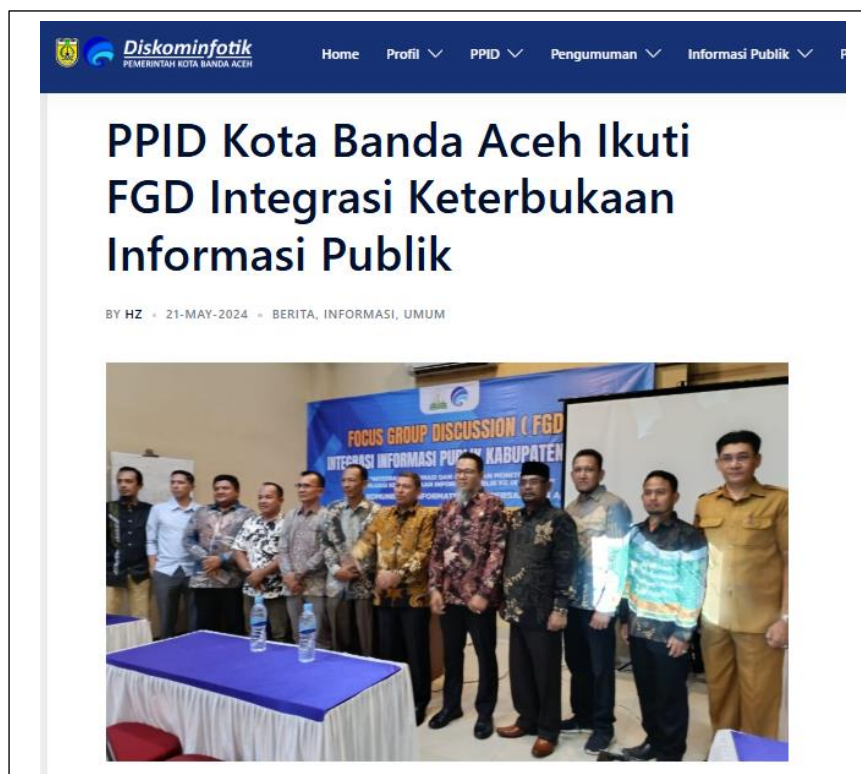 Diskominfotik
PEMERINTAH KOTA BANDA ACEH
Home Profil PPID Pengumuman Informasi Publik P
PPID Kota Banda Aceh Ikuti
FGD Integrasi Keterbukaan
Informasi Publik
BY HZ • 21-MAY-2024 • BERITA, INFORMASI, UMUM
FOCUS GROUP DISCUSSION ( FGD
INTEGRASI INFORMASI PUBLIK KABUPATEN